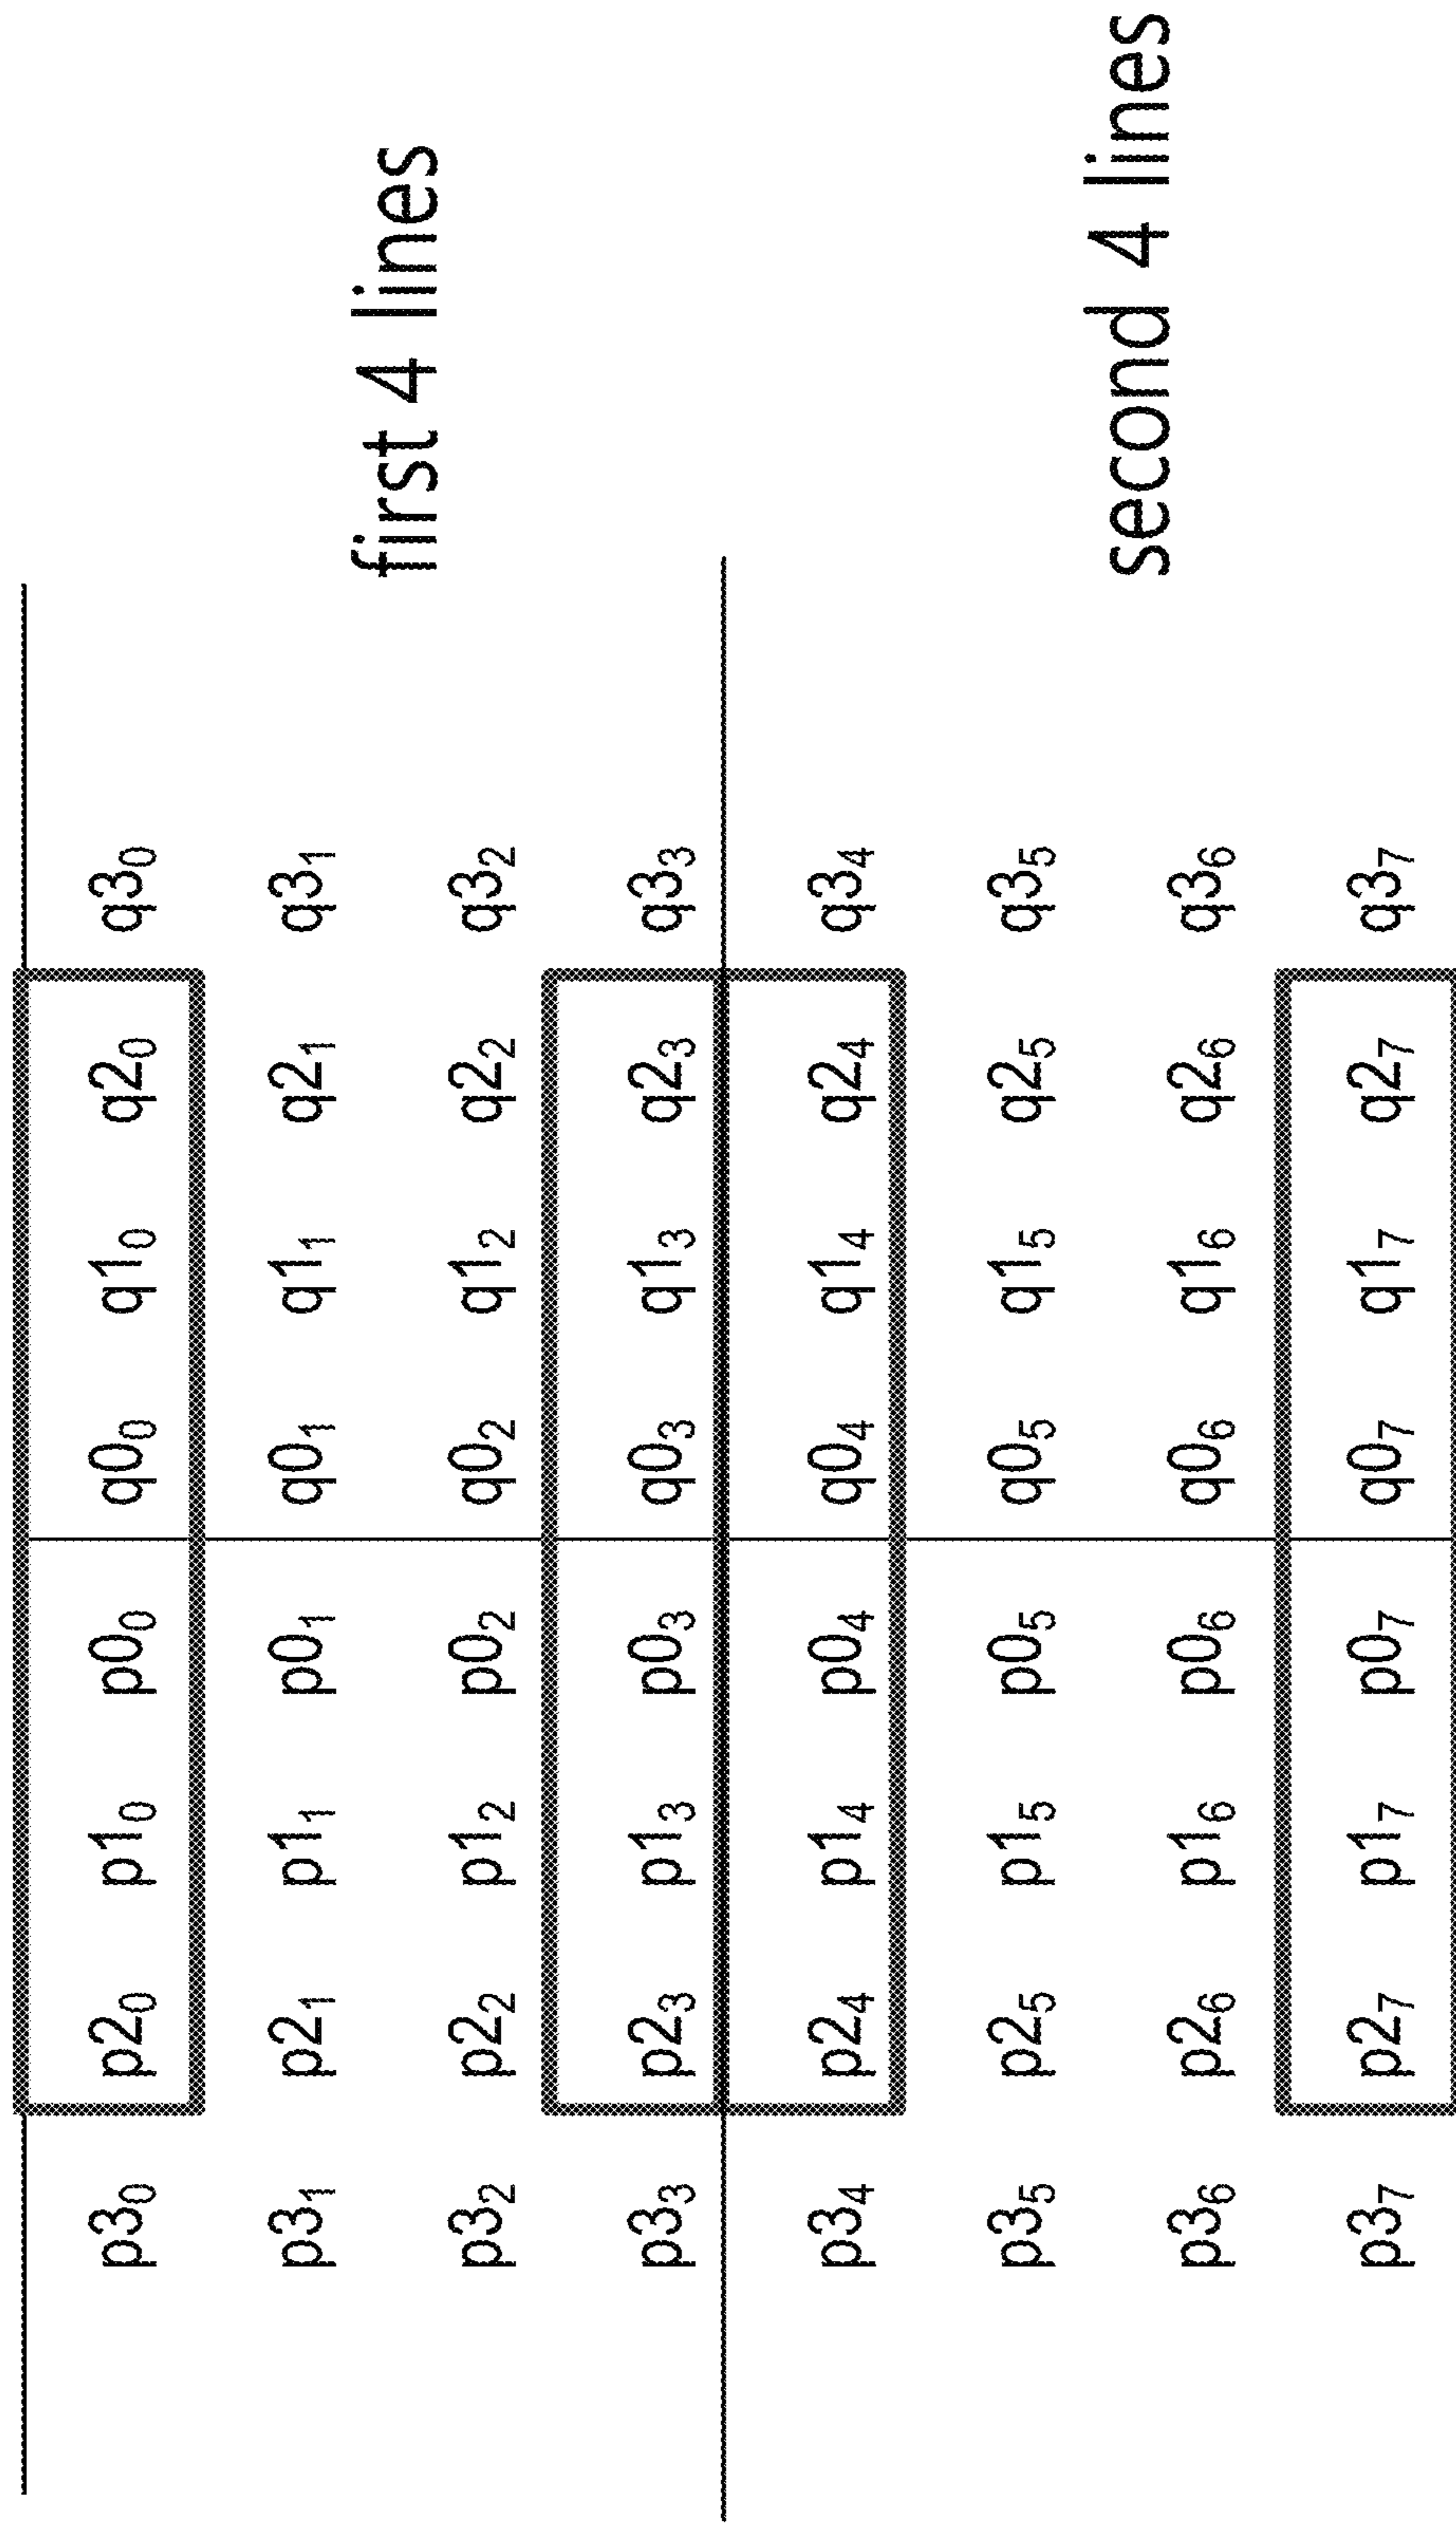 p3₀ p2₀ p1₀ p0₀ q0₀ q1₀ q2₀ q3₀
p3₁ p2₁ p1₁ p0₁ q0₁ q1₁ q2₁ q3₁
first 4 lines
p3₂ p2₂ p1₂ p0₂ q0₂ q1₂ q2₂ q3₂
p3₃ p2₃ p1₃ p0₃ q0₃ q1₃ q2₃ q3₃
p3₄ p2₄ p1₄ p0₄ q0₄ q1₄ q2₄ q3₄
p3₅ p2₅ p1₅ p0₅ q0₅ q1₅ q2₅ q3₅
second 4 lines
p3₆ p2₆ p1₆ p0₆ q0₆ q1₆ q2₆ q3₆
p3₇ p2₇ p1₇ p0₇ q0₇ q1₇ q2₇ q3₇